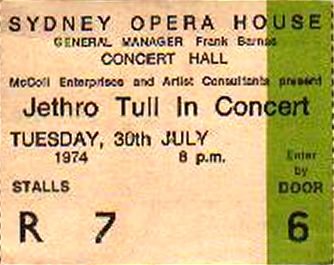 SYDNEY OPERA HOUSE
GENERAL MANAGER Frank Barnes
CONCERT HALL
McColl Enterprises and Artist Consultants present
Jethro Tull In Concert
TUESDAY, 30th JULY
1974 8 p.m.
Enter
by
STALLS DOOR
R 7 6